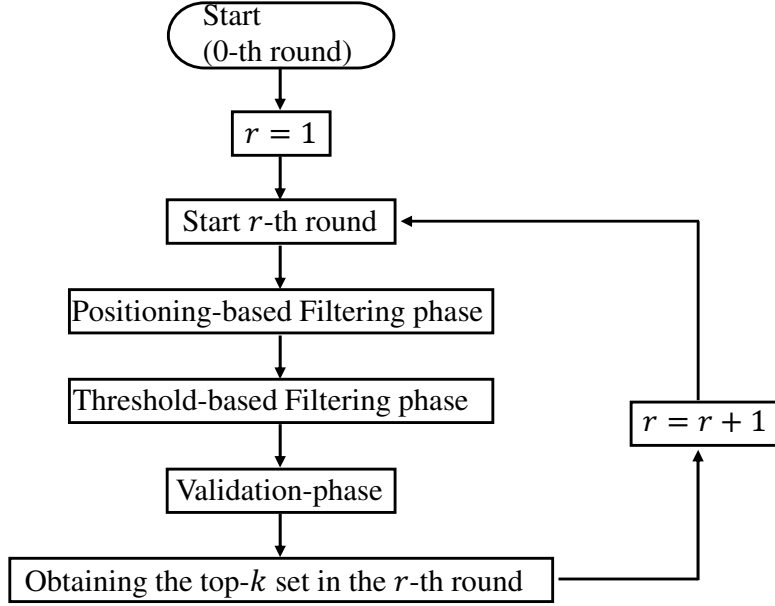 Start
(0-th round)
r = 1
Start r-th round
Positioning-based Filtering phase
Threshold-based Filtering phase
r = r + 1
Validation-phase
Obtaining the top-k set in the r-th round